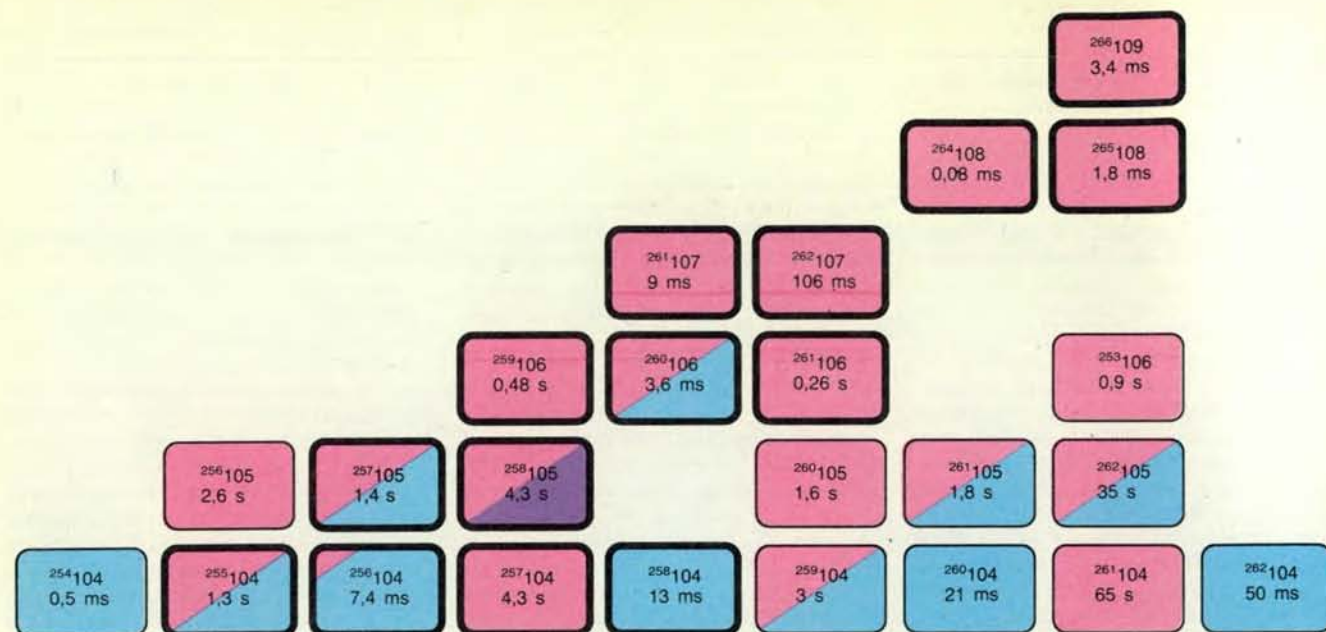 ²⁶⁶109
3,4 ms
²⁶⁴108
0,08 ms
²⁶⁵108
1,8 ms
²⁶¹107
9 ms
²⁶²107
106 ms
²⁵⁹106
0,48 s
²⁶⁰106
3,6 ms
²⁶¹106
0,26 s
²⁵³106
0,9 s
²⁵⁶105
2,6 s
²⁵⁷105
1,4 s
²⁵⁸105
4,3 s
²⁶⁰105
1,6 s
²⁶¹105
1,8 s
²⁶²105
35 s
²⁵⁴104
0,5 ms
²⁵⁵104
1,3 s
²⁵⁶104
7,4 ms
²⁵⁷104
4,3 s
²⁵⁸104
13 ms
²⁵⁹104
3 s
²⁶⁰104
21 ms
²⁶¹104
65 s
²⁶²104
50 ms